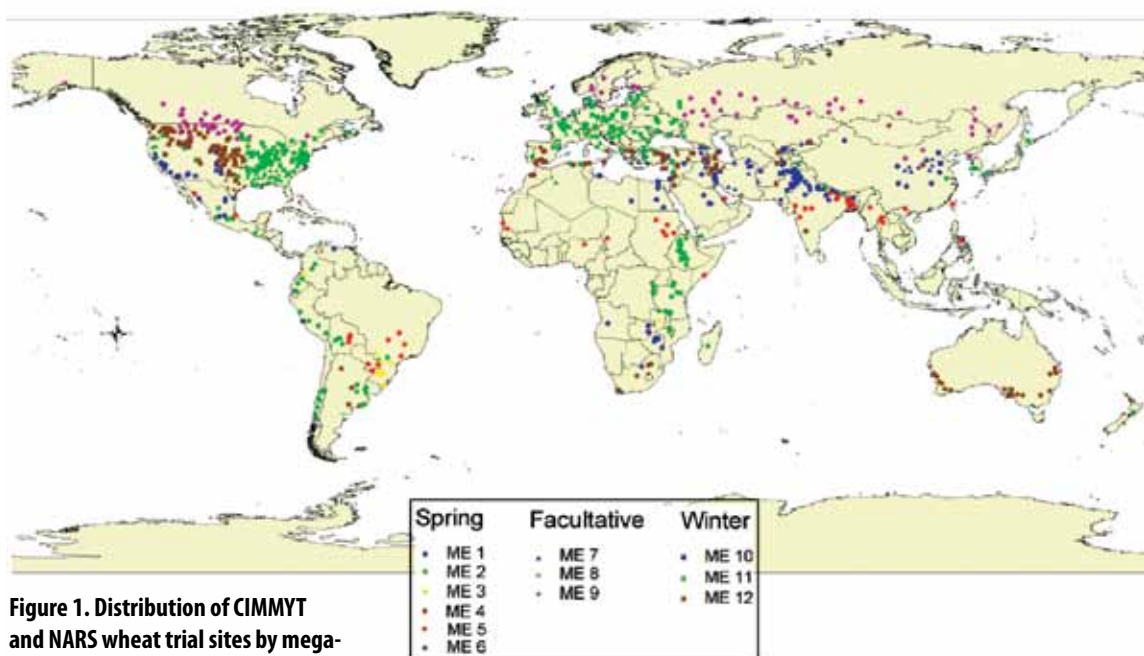 Spring
Facultative
Winter
ME 1
ME 2
ME 3
ME 4
ME 5
ME 6
ME 7
ME 8
ME 9
ME 10
ME 11
ME 12
Figure 1. Distribution of CIMMYT
and NARS wheat trial sites by mega-